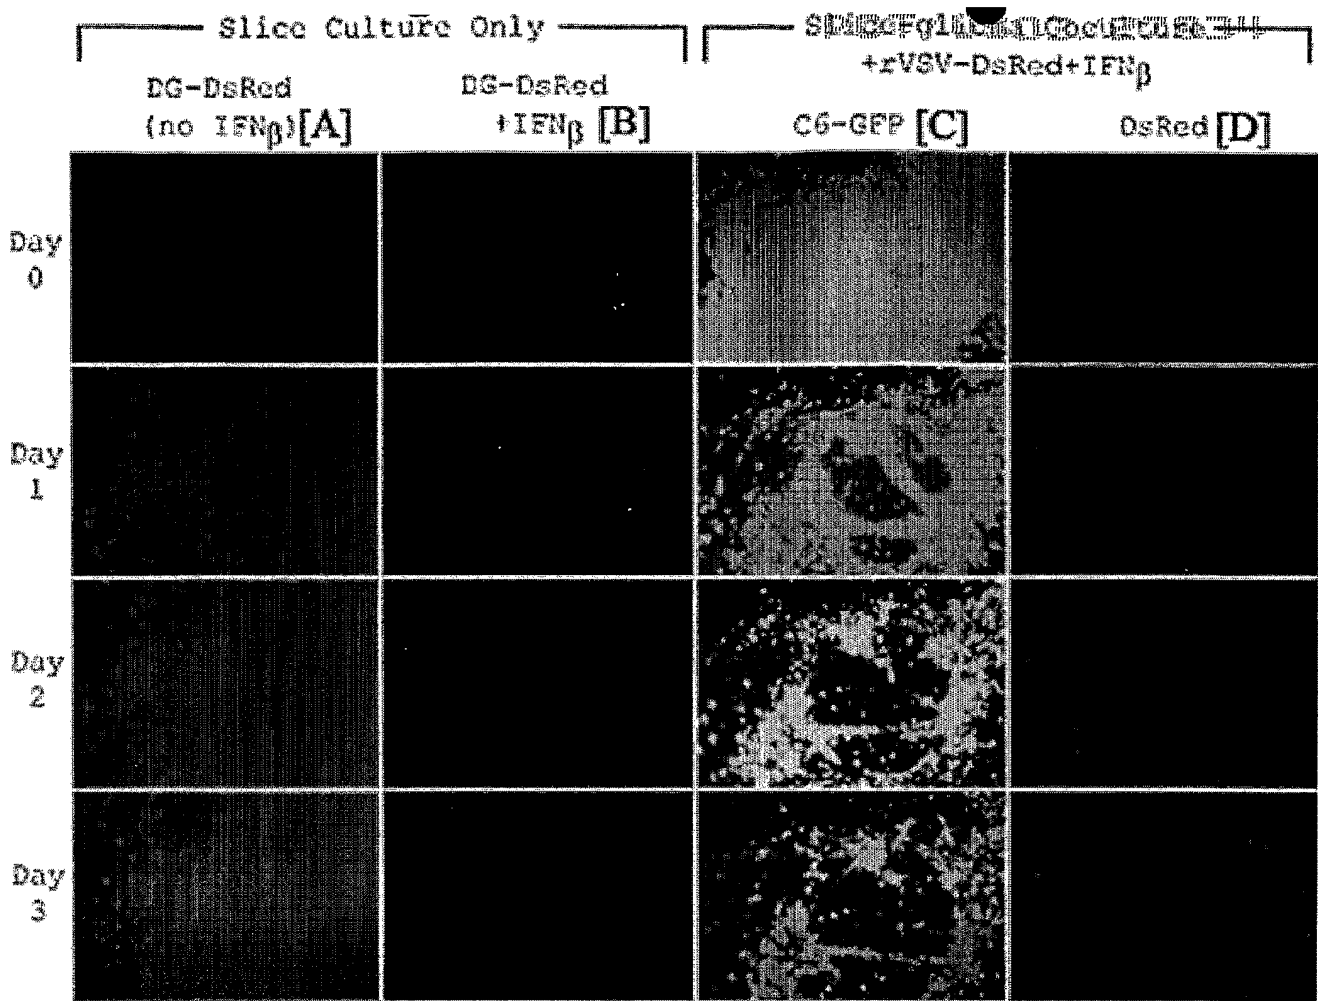 Slice Culture Only
DG-DsRed
(no IFNβ)[A]
DG-DsRed
+IFNβ [B]
+rVSV-DsRed+IFNβ
C6-GFP [C]
DsRed [D]
Day
0
Day
1
Day
2
Day
3